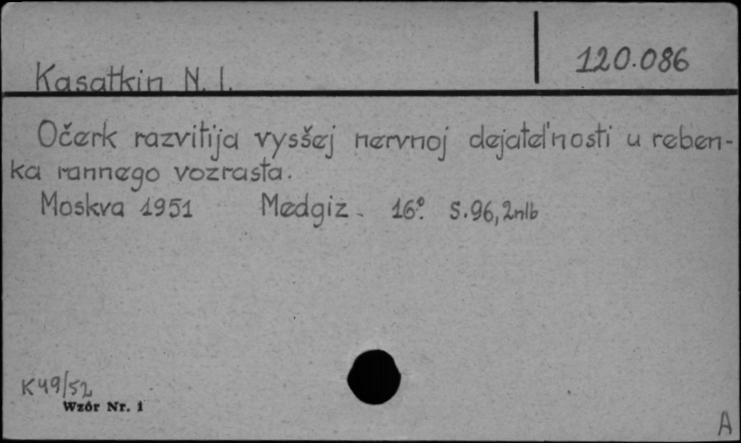 120.086
Kasatkin N. I.
Očerk razvitija vysšej nervnoj dejatel'nosti u reben-
ka rannego vozrasta.
Moskva 1951 Medgiz. 16º. S.96,2nlb
K49/52
Wzór Nr. 1
A